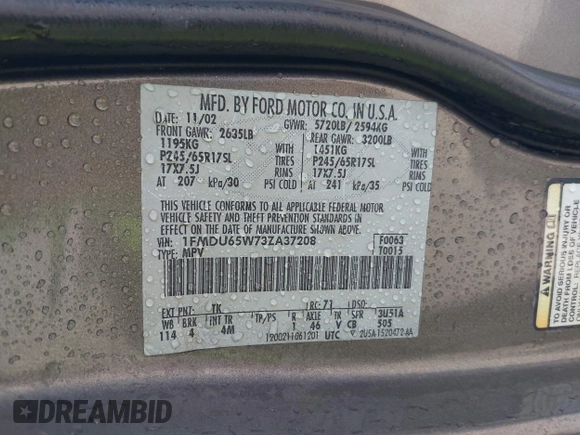 MFD. BY FORD MOTOR CO. IN U.S.A.
DATE: 11/02 GVWR: 5720LB/ 2594KG
FRONT GAWR: 2635LB REAR GAWR: 3200LB
1195KG WITH 1451KG WITH
P245/65R17SL TIRES P245/65R17SL TIRES
17X7.5J RIMS 17X7.5J RIMS
AT 207 kPa/30 PSI COLD AT 241 kPa/35 PSI COLD
THIS VEHICLE CONFORMS TO ALL APPLICABLE FEDERAL MOTOR
VEHICLE SAFETY AND THEFT PREVENTION STANDARDS IN
EFFECT ON THE DATE OF MANUFACTURE SHOWN ABOVE.
VIN: 1FMDU65W73ZA37208 F0063
TYPE: MPV T0015
EXT PNT: TK RC: 71 DSO:
WB BRK INT TR TP/PS R AXLE TR SPR 3U51A
114 4 4M 1 46 V CB 505
UTC
DREAMBID